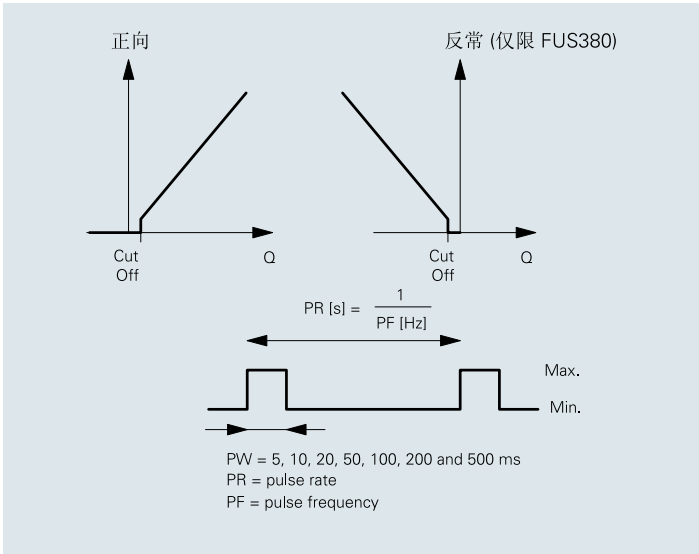 正向
反常 (仅限 FUS380)
Cut
Off
Q
Cut
Off
Q
PR [s] = 1 / PF [Hz]
Max.
Min.
PW = 5, 10, 20, 50, 100, 200 and 500 ms
PR = pulse rate
PF = pulse frequency